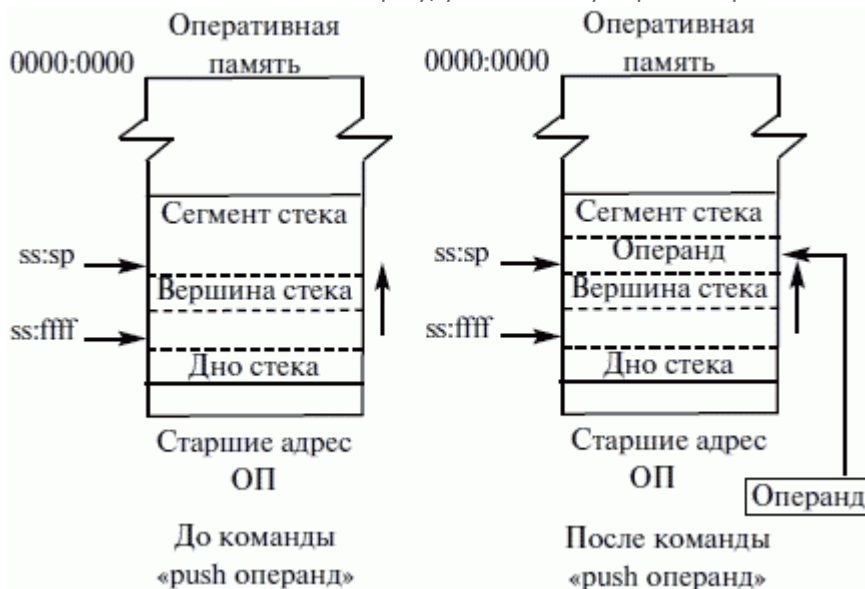 Оперативная
память
0000:0000
Сегмент стека
ss:sp
Вершина стека
ss:ffff
Дно стека
Старшие адрес
ОП
До команды
«push операнд»
Оперативная
память
0000:0000
Сегмент стека
Операнд
ss:sp
Вершина стека
ss:ffff
Дно стека
Старшие адрес
ОП
Операнд
После команды
«push операнд»